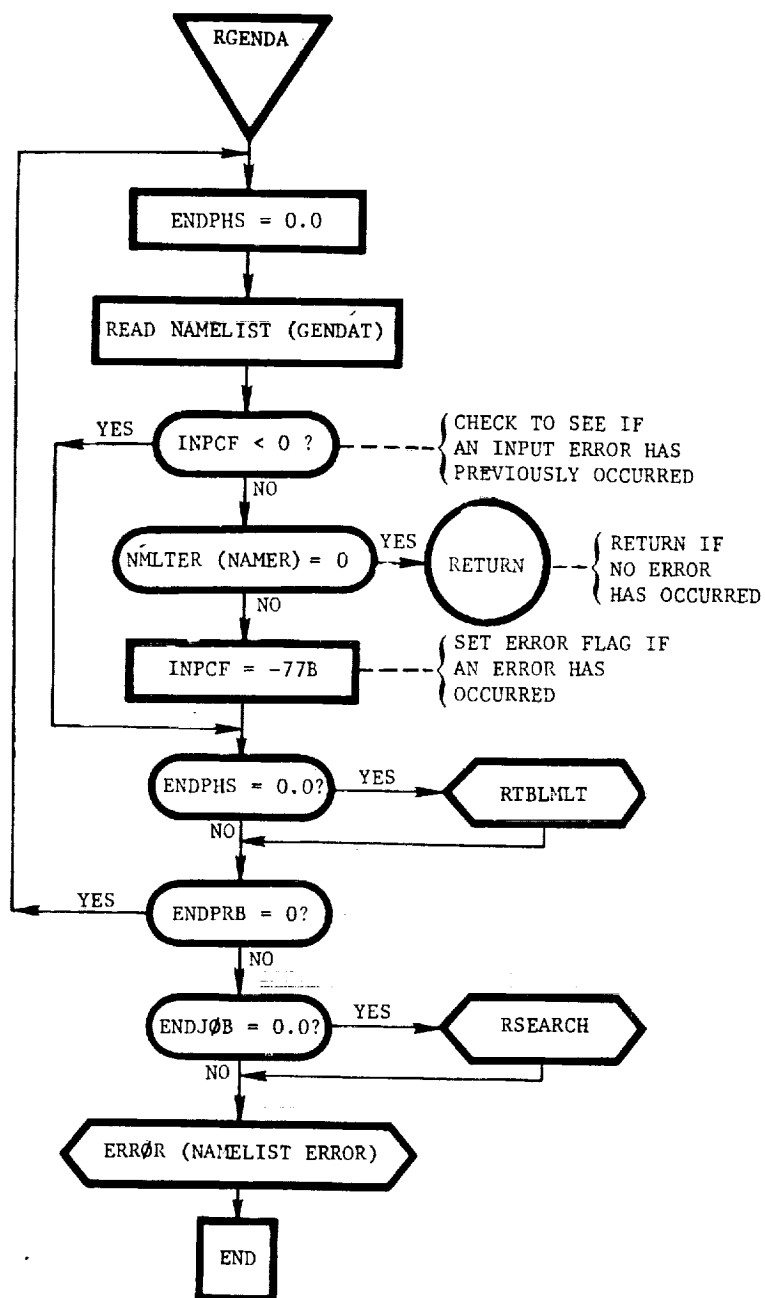 RGENDA
ENDPHS = 0.0
READ NAMELIST (GENDAT)
YES
INPCF < 0 ?
CHECK TO SEE IF
AN INPUT ERROR HAS
PREVIOUSLY OCCURRED
NO
NMLTER (NAMER) = 0
YES
RETURN
RETURN IF
NO ERROR
HAS OCCURRED
NO
INPCF = -77B
SET ERROR FLAG IF
AN ERROR HAS
OCCURRED
ENDPHS = 0.0?
YES
RTBLMLT
NO
YES
ENDPRB = 0?
NO
ENDJØB = 0.0?
YES
RSEARCH
NO
ERRØR (NAMELIST ERROR)
END